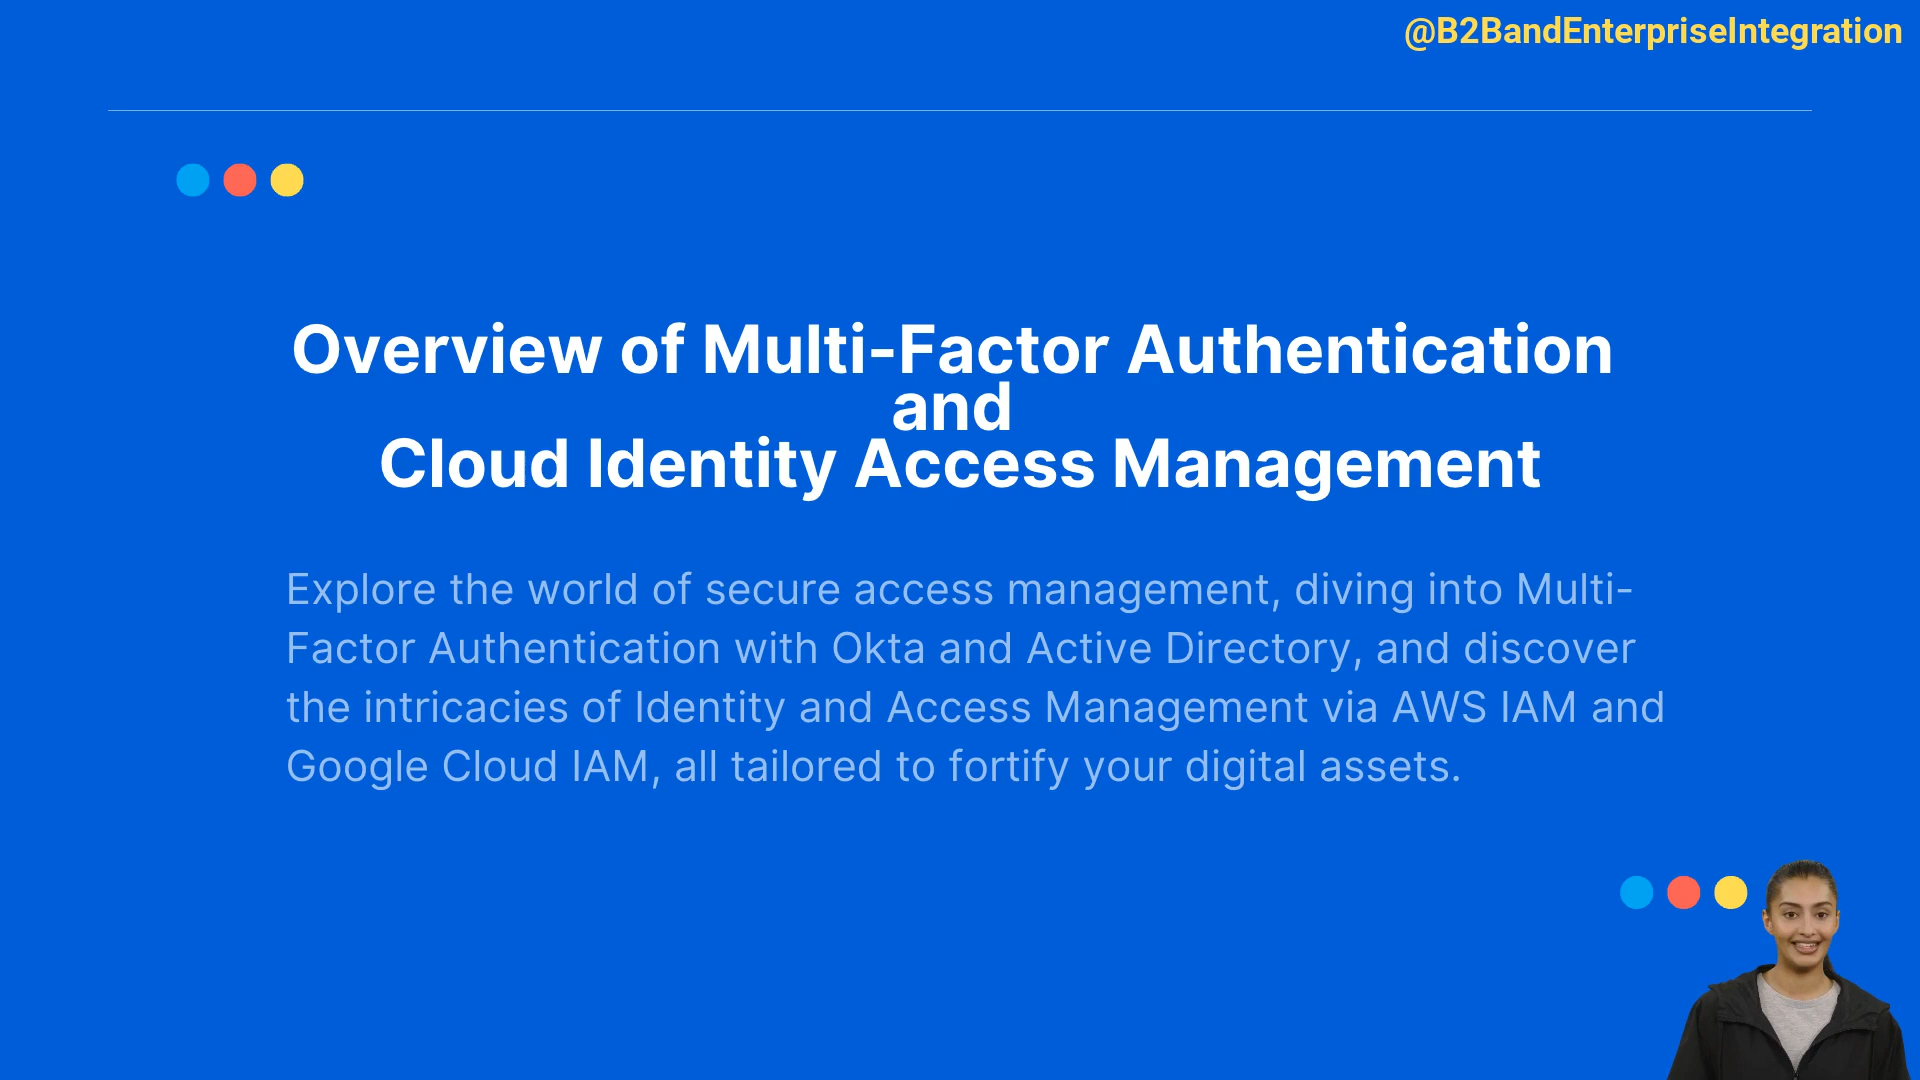 @B2BandEnterpriseIntegration
Overview of Multi-Factor Authentication
and
Cloud Identity Access Management
Explore the world of secure access management, diving into Multi-
Factor Authentication with Okta and Active Directory, and discover
the intricacies of Identity and Access Management via AWS IAM and
Google Cloud IAM, all tailored to fortify your digital assets.